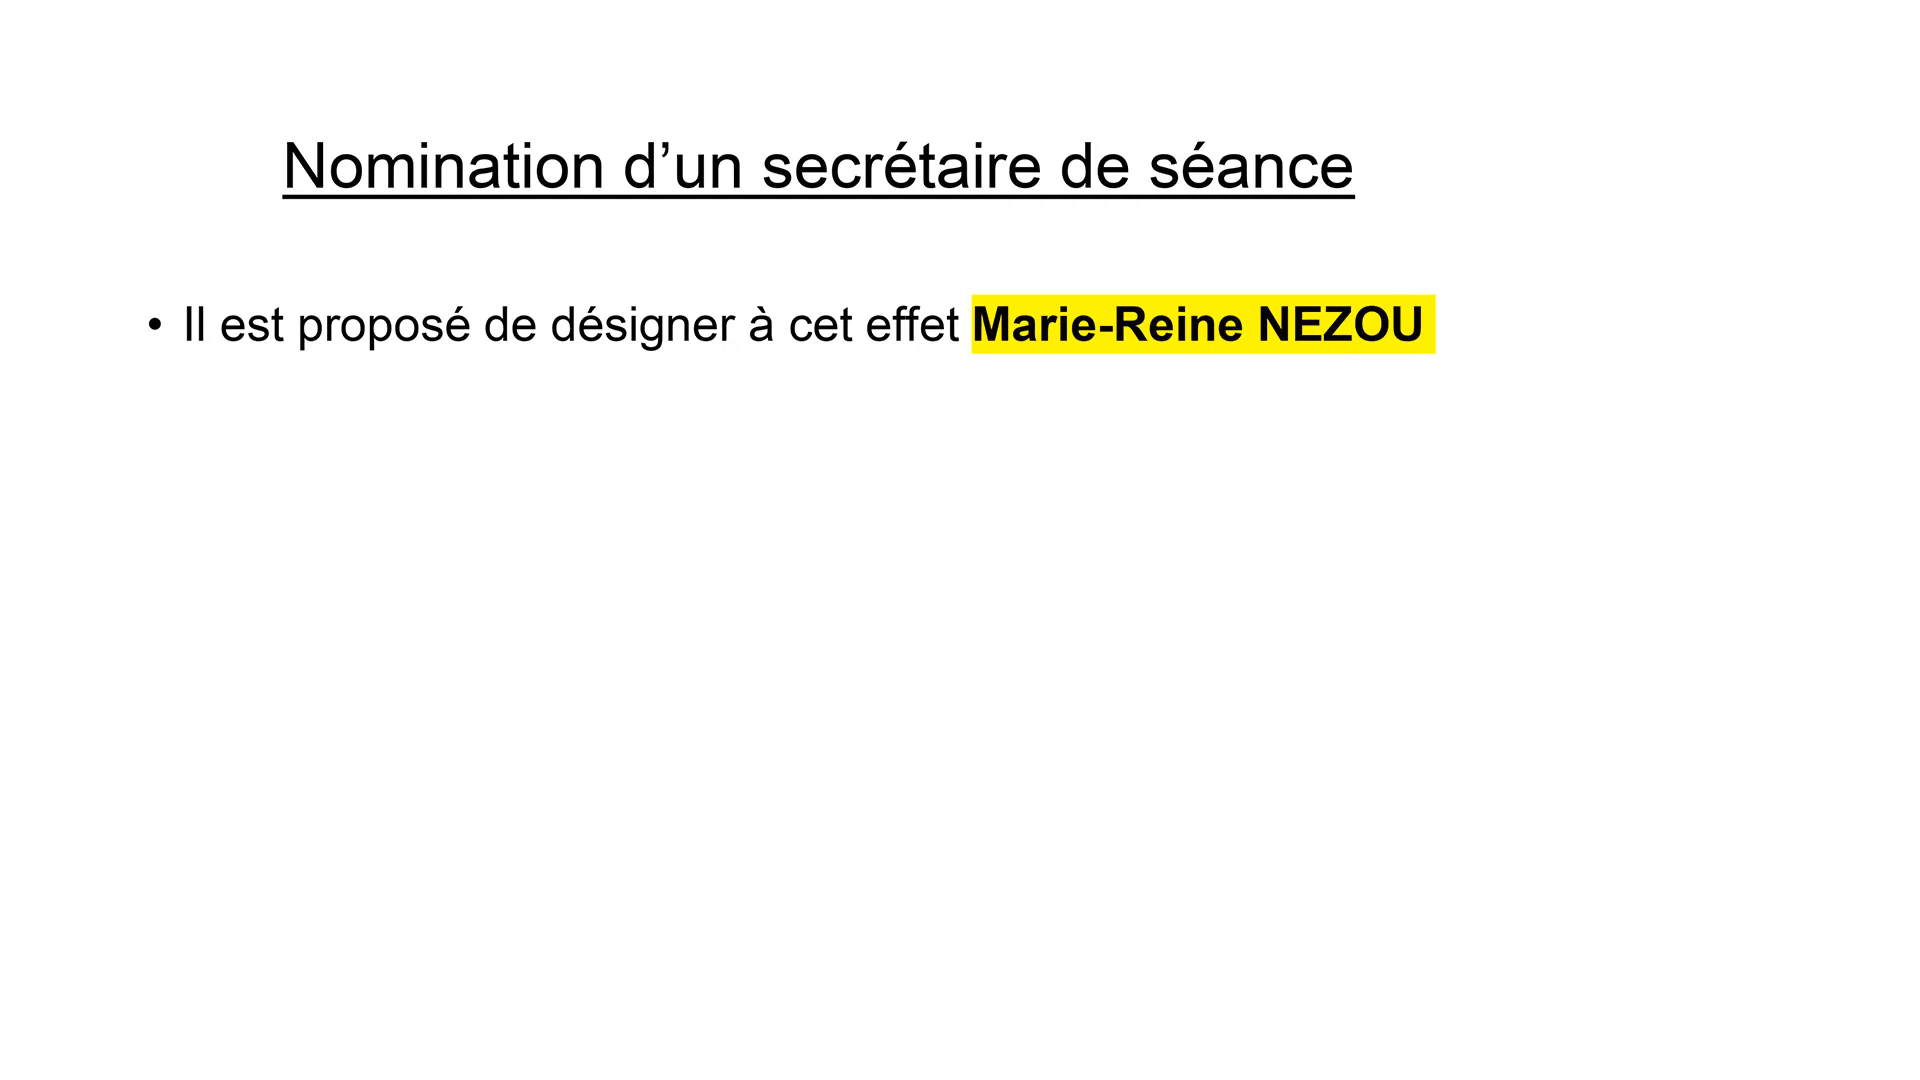 Nomination d’un secrétaire de séance
• Il est proposé de désigner à cet effet Marie-Reine NEZOU